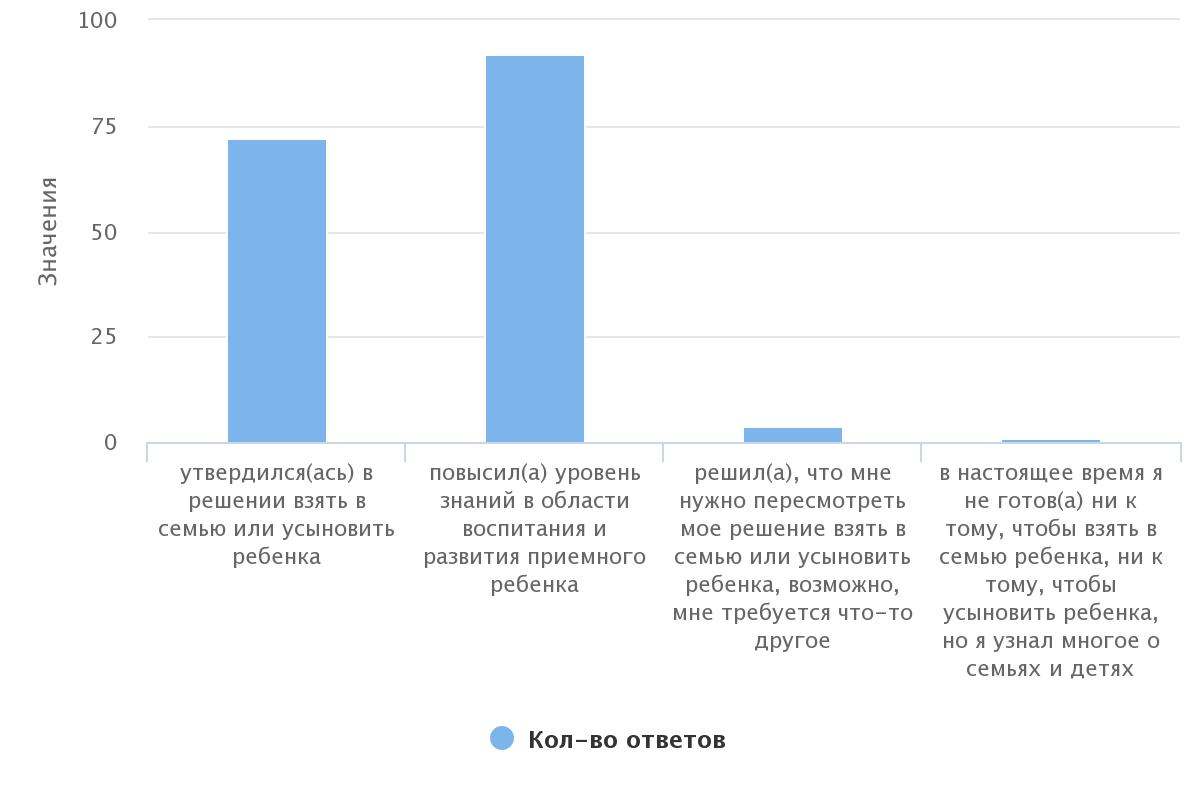 100
75
50
25
0
Значения
утвердился(ась) в
решении взять в
семью или усыновить
ребенка
повысил(а) уровень
знаний в области
воспитания и
развития приемного
ребенка
решил(а), что мне
нужно пересмотреть
мое решение взять в
семью или усыновить
ребенка, возможно,
мне требуется что-то
другое
в настоящее время я
не готов(а) ни к
тому, чтобы взять в
семью ребенка, ни к
тому, чтобы
усыновить ребенка,
но я узнал многое о
семьях и детях
Кол-во ответов